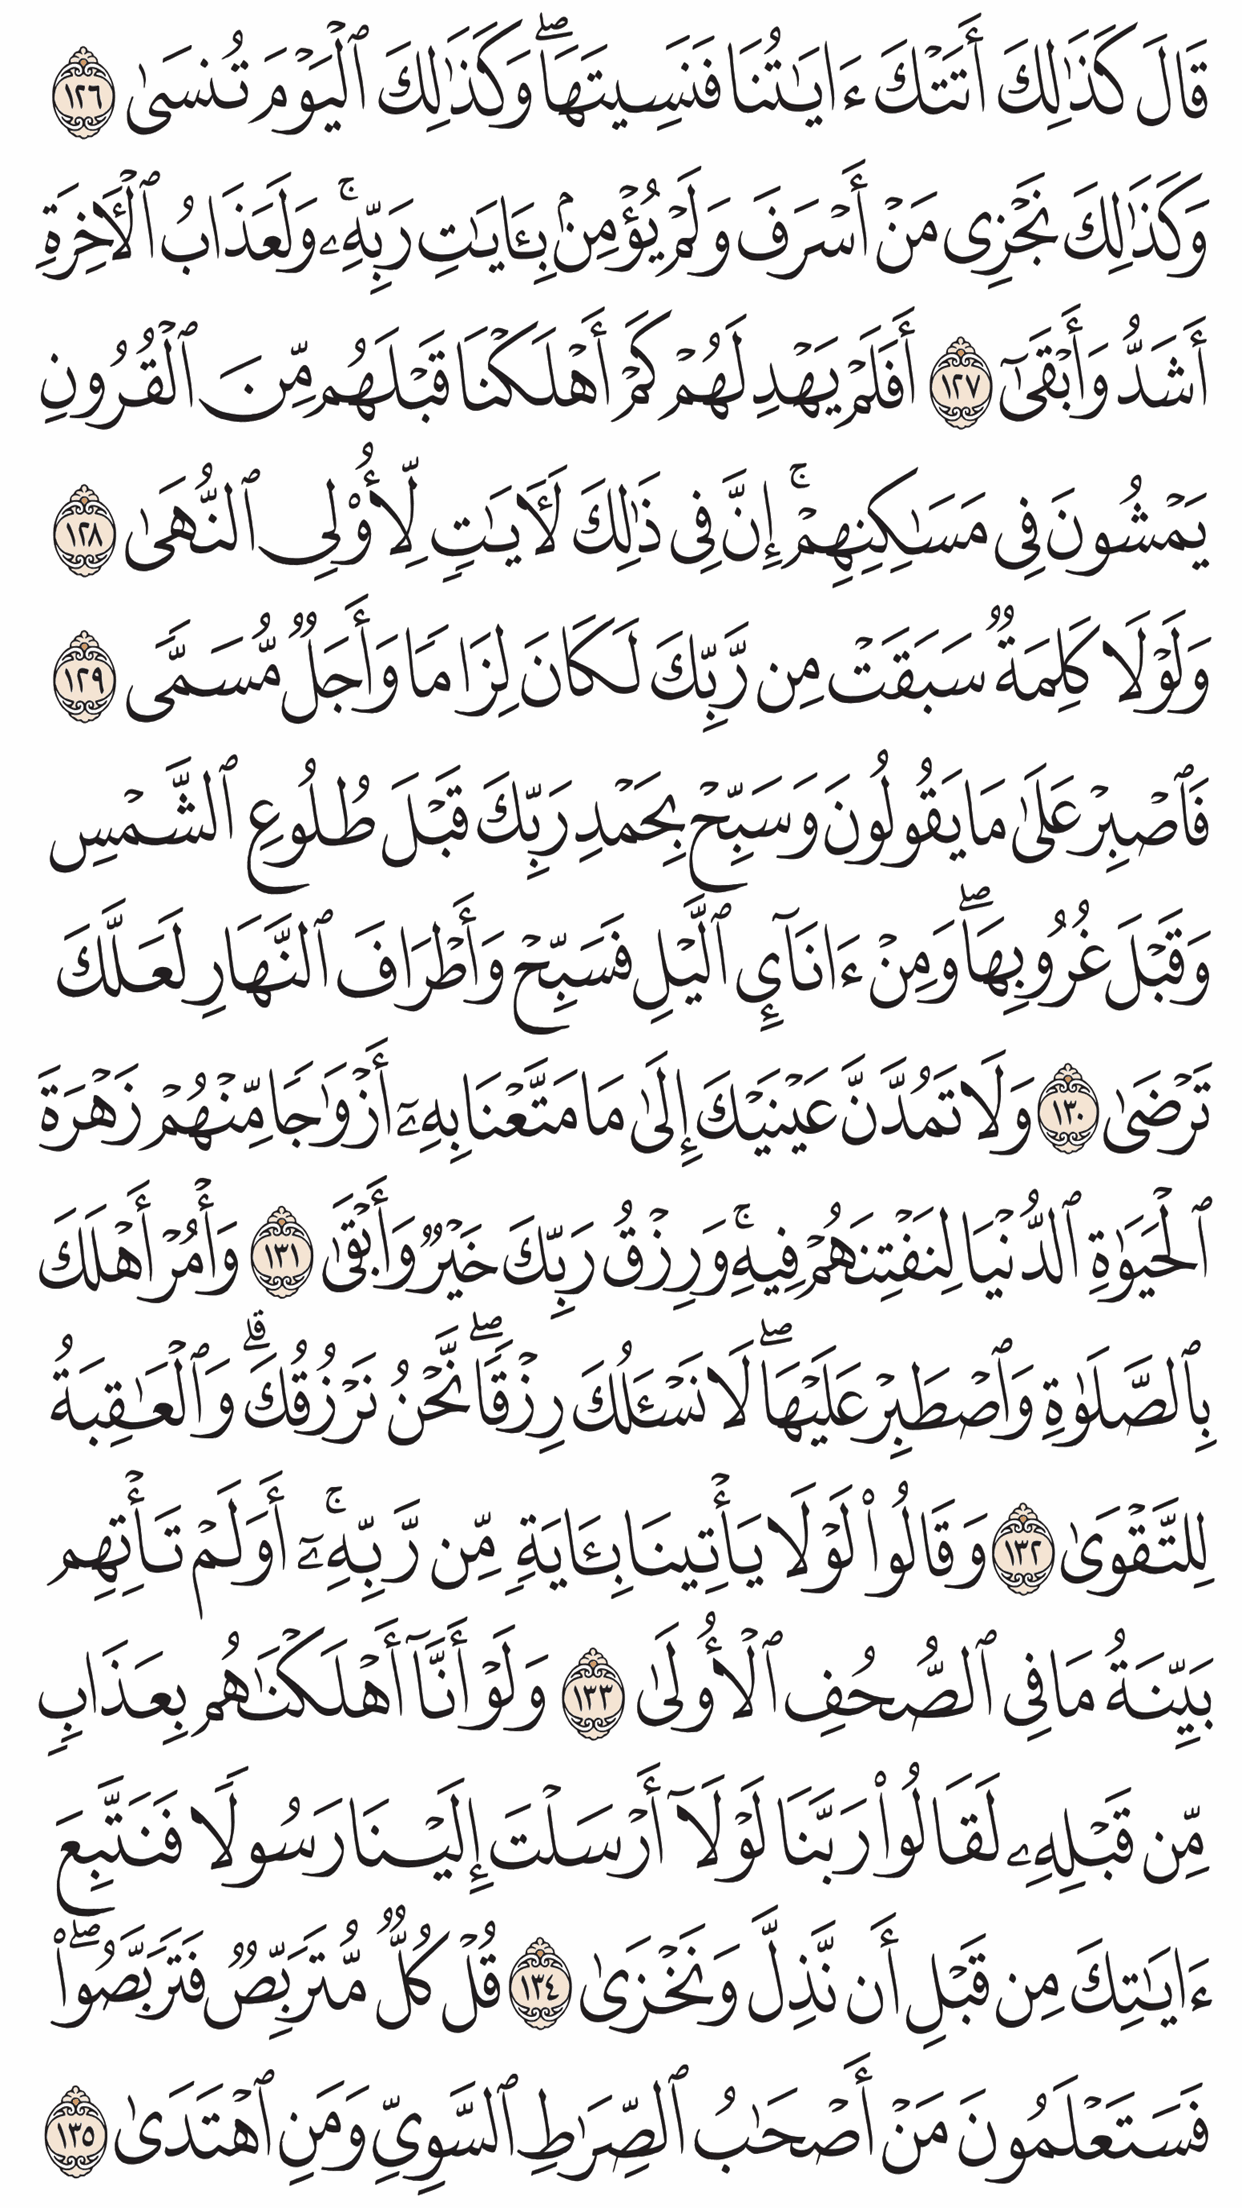 قَالَ كَذَٰلِكَ أَتَتْكَ ءَايَـٰتُنَا فَنَسِيتَهَا ۖ وَكَذَٰلِكَ ٱلْيَوْمَ تُنسَىٰ ١٢٦
وَكَذَٰلِكَ نَجْزِى مَنْ أَسْرَفَ وَلَمْ يُؤْمِنۢ بِـَٔايَـٰتِ رَبِّهِۦ ۚ وَلَعَذَابُ ٱلْـَٔاخِرَةِ
أَشَدُّ وَأَبْقَىٰٓ ١٢٧ أَفَلَمْ يَهْدِ لَهُمْ كَمْ أَهْلَكْنَا قَبْلَهُم مِّنَ ٱلْقُرُونِ
يَمْشُونَ فِى مَسَـٰكِنِهِمْ ۚ إِنَّ فِى ذَٰلِكَ لَـَٔايَـٰتٍ لِّأُو۟لِى ٱلنُّهَىٰ ١٢٨
وَلَوْلَا كَلِمَةٌ سَبَقَتْ مِن رَّبِّكَ لَكَانَ لِزَامًا وَأَجَلٌ مُّسَمًّى ١٢٩
فَٱصْبِرْ عَلَىٰ مَا يَقُولُونَ وَسَبِّحْ بِحَمْدِ رَبِّكَ قَبْلَ طُلُوعِ ٱلشَّمْسِ
وَقَبْلَ غُرُوبِهَا ۖ وَمِنْ ءَانَآئِ ٱلَّيْلِ فَسَبِّحْ وَأَطْرَافَ ٱلنَّهَارِ لَعَلَّكَ
تَرْضَىٰ ١٣٠ وَلَا تَمُدَّنَّ عَيْنَيْكَ إِلَىٰ مَا مَتَّعْنَا بِهِۦٓ أَزْوَٰجًا مِّنْهُمْ زَهْرَةَ
ٱلْحَيَوٰةِ ٱلدُّنْيَا لِنَفْتِنَهُمْ فِيهِ ۚ وَرِزْقُ رَبِّكَ خَيْرٌ وَأَبْقَىٰ ١٣١ وَأْمُرْ أَهْلَكَ
بِٱلصَّلَوٰةِ وَٱصْطَبِرْ عَلَيْهَا ۖ لَا نَسْـَٔلُكَ رِزْقًا ۖ نَّحْنُ نَرْزُقُكَ ۗ وَٱلْعَـٰقِبَةُ
لِلتَّقْوَىٰ ١٣٢ وَقَالُوا۟ لَوْلَا يَأْتِينَا بِـَٔايَةٍ مِّن رَّبِّهِۦٓ ۚ أَوَلَمْ تَأْتِهِم
بَيِّنَةُ مَا فِى ٱلصُّحُفِ ٱلْأُولَىٰ ١٣٣ وَلَوْ أَنَّآ أَهْلَكْنَـٰهُم بِعَذَابٍ
مِّن قَبْلِهِۦ لَقَالُوا۟ رَبَّنَا لَوْلَآ أَرْسَلْتَ إِلَيْنَا رَسُولًا فَنَتَّبِعَ
ءَايَـٰتِكَ مِن قَبْلِ أَن نَّذِلَّ وَنَخْزَىٰ ١٣٤ قُلْ كُلٌّ مُّتَرَبِّصٌ فَتَرَبَّصُوا۟ ۖ
فَسَتَعْلَمُونَ مَنْ أَصْحَـٰبُ ٱلصِّرَٰطِ ٱلسَّوِىِّ وَمَنِ ٱهْتَدَىٰ ١٣٥